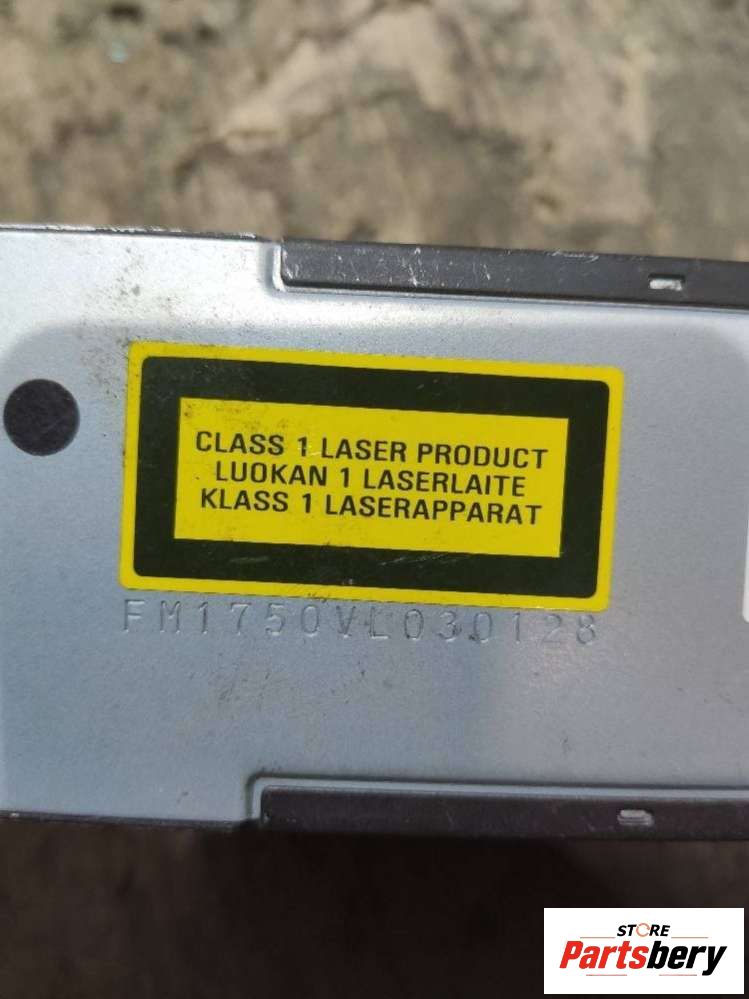 CLASS 1 LASER PRODUCT
LUOKAN 1 LASERLAITE
KLASS 1 LASERAPPARAT
FM1750VL030128
STORE
Partsbery